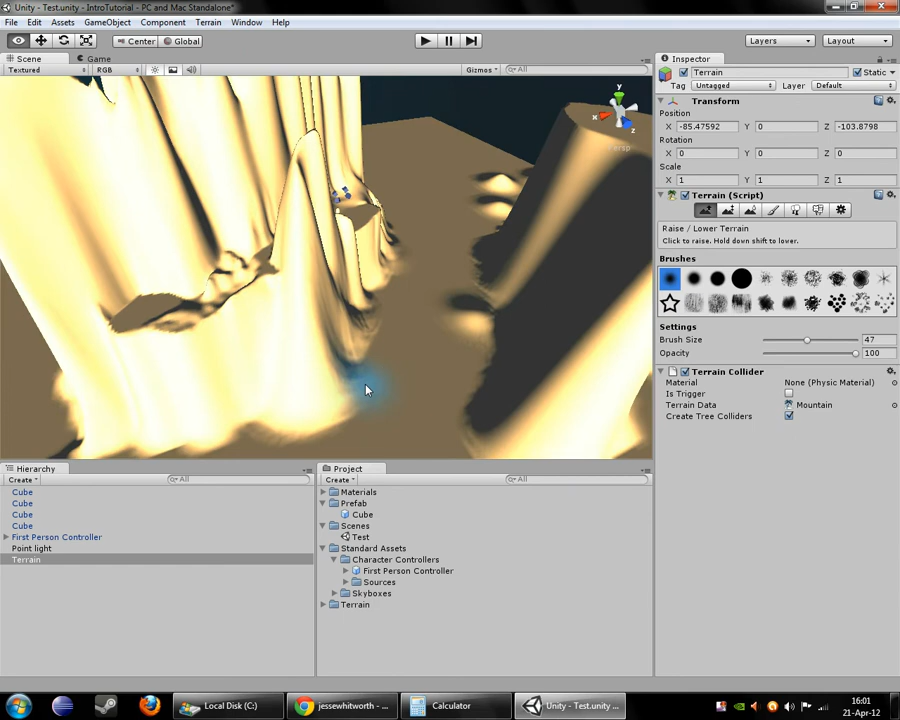 Unity - Test.unity - IntroTutorial - PC and Mac Standalone*
File Edit Assets GameObject Component Terrain Window Help
Center Global Layers Layout
Scene Game
Textured RGB Gizmos All
y
x
z
Persp
Inspector
Terrain Static
Tag Untagged Layer Default
Transform
Position
X -85.47592 Y 0 Z -103.8798
Rotation
X 0 Y 0 Z 0
Scale
X 1 Y 1 Z 1
Terrain (Script)
Raise / Lower Terrain
Click to raise. Hold down shift to lower.
Brushes
Settings
Brush Size 47
Opacity 100
Terrain Collider
Material None (Physic Material)
Is Trigger
Terrain Data Mountain
Create Tree Colliders
Hierarchy
Create All
Cube
Cube
Cube
Cube
First Person Controller
Point light
Terrain
Project
Create All
Materials
Prefab
Cube
Scenes
Test
Standard Assets
Character Controllers
First Person Controller
Sources
Skyboxes
Terrain
Local Disk (C:) jessewhitworth - ... Calculator Unity - Test.unity ...
16:01
21-Apr-12